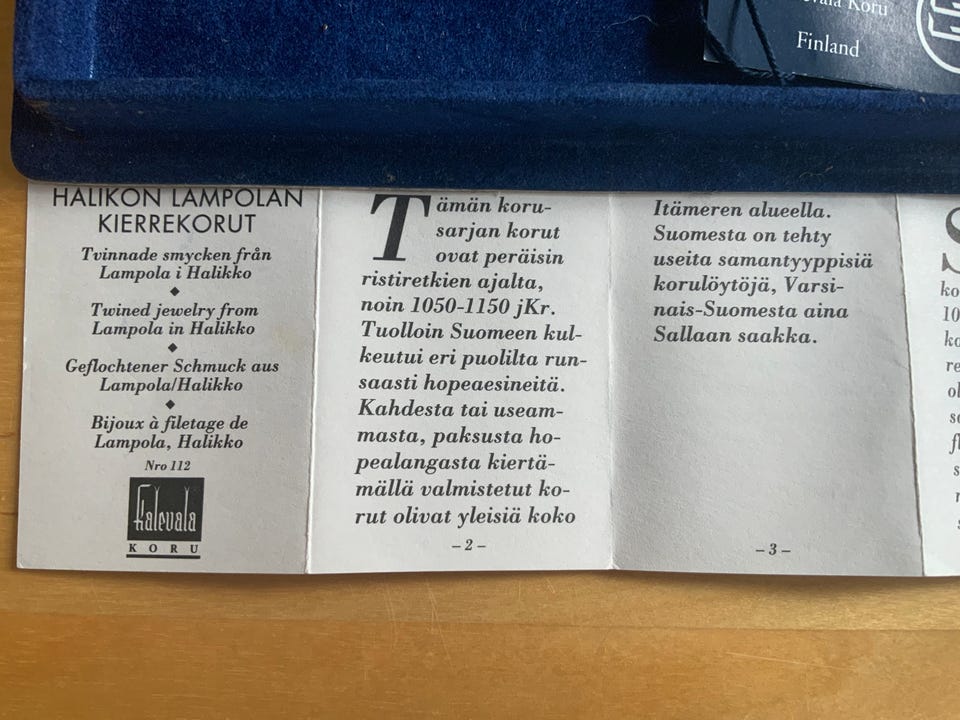 Koru
Finland
HALIKON LAMPOLAN
KIERREKORUT
Tvinnade smycken från
Lampola i Halikko
Twined jewelry from
Lampola in Halikko
Geflochtener Schmuck aus
Lampola/Halikko
Bijoux à filetage de
Lampola, Halikko
Nro 112
Kalevala
KORU
Tämän koru-
sarjan korut
ovat peräisin
ristiretkien ajalta,
noin 1050-1150 jKr.
Tuolloin Suomeen kul-
keutui eri puolilta run-
saasti hopeaesineitä.
Kahdesta tai useam-
masta, paksusta ho-
pealangasta kiertä-
mällä valmistetut ko-
rut olivat yleisiä koko
– 2 –
Itämeren alueella.
Suomesta on tehty
useita samantyyppisiä
korulöytöjä, Varsi-
nais-Suomesta aina
Sallaan saakka.
– 3 –